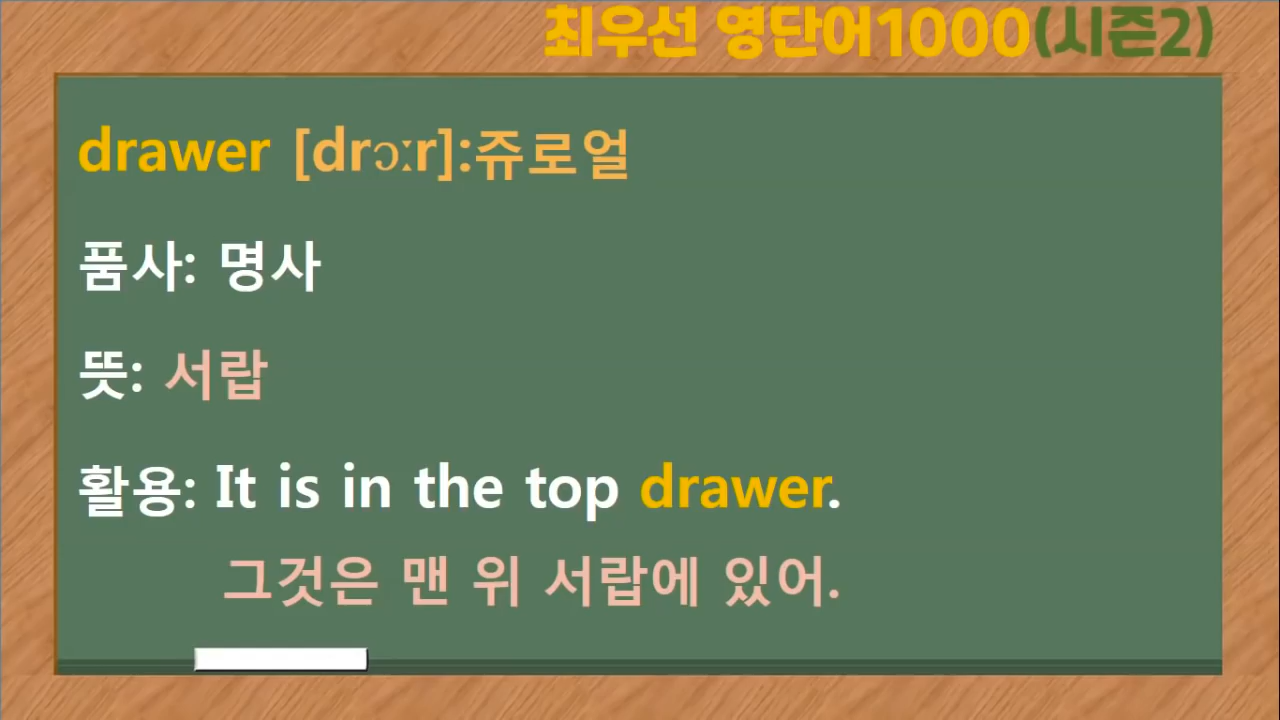 최우선 영단어1000(시즌2)
drawer [drɔːr]:쥬로얼
품사: 명사
뜻: 서랍
활용: It is in the top drawer.
그것은 맨 위 서랍에 있어.